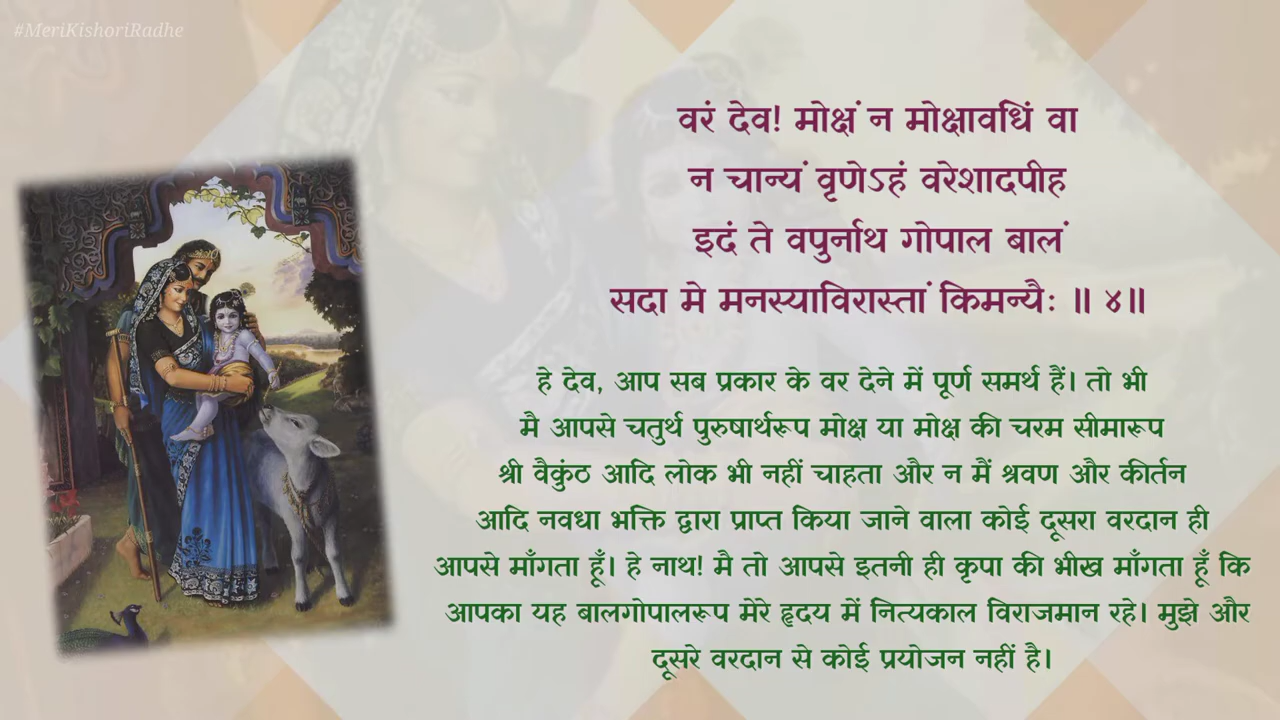 #MeriKishoriRadhe
वरं देव! मोक्षं न मोक्षावधिं वा
न चान्यं वृणेऽहं वरेशादपीह
इदं ते वपुर्नाथ गोपाल बालं
सदा मे मनस्याविरास्तां किमन्यैः ॥ ४॥
हे देव, आप सब प्रकार के वर देने में पूर्ण समर्थ हैं। तो भी
मै आपसे चतुर्थ पुरुषार्थरूप मोक्ष या मोक्ष की चरम सीमारूप
श्री वैकुंठ आदि लोक भी नहीं चाहता और न मैं श्रवण और कीर्तन
आदि नवधा भक्ति द्वारा प्राप्त किया जाने वाला कोई दूसरा वरदान ही
आपसे माँगता हूँ। हे नाथ! मै तो आपसे इतनी ही कृपा की भीख माँगता हूँ कि
आपका यह बालगोपालरूप मेरे हृदय में नित्यकाल विराजमान रहे। मुझे और
दूसरे वरदान से कोई प्रयोजन नहीं है।